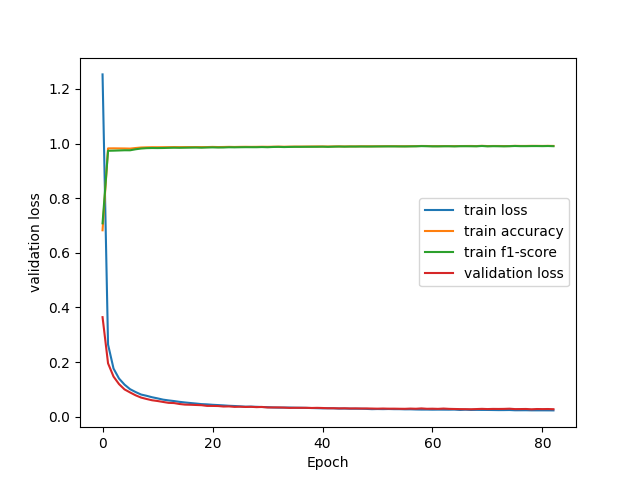 1.2
1.0
0.8
0.6
0.4
0.2
0.0
validation loss
train loss
train accuracy
train f1-score
validation loss
0 20 40 60 80
Epoch